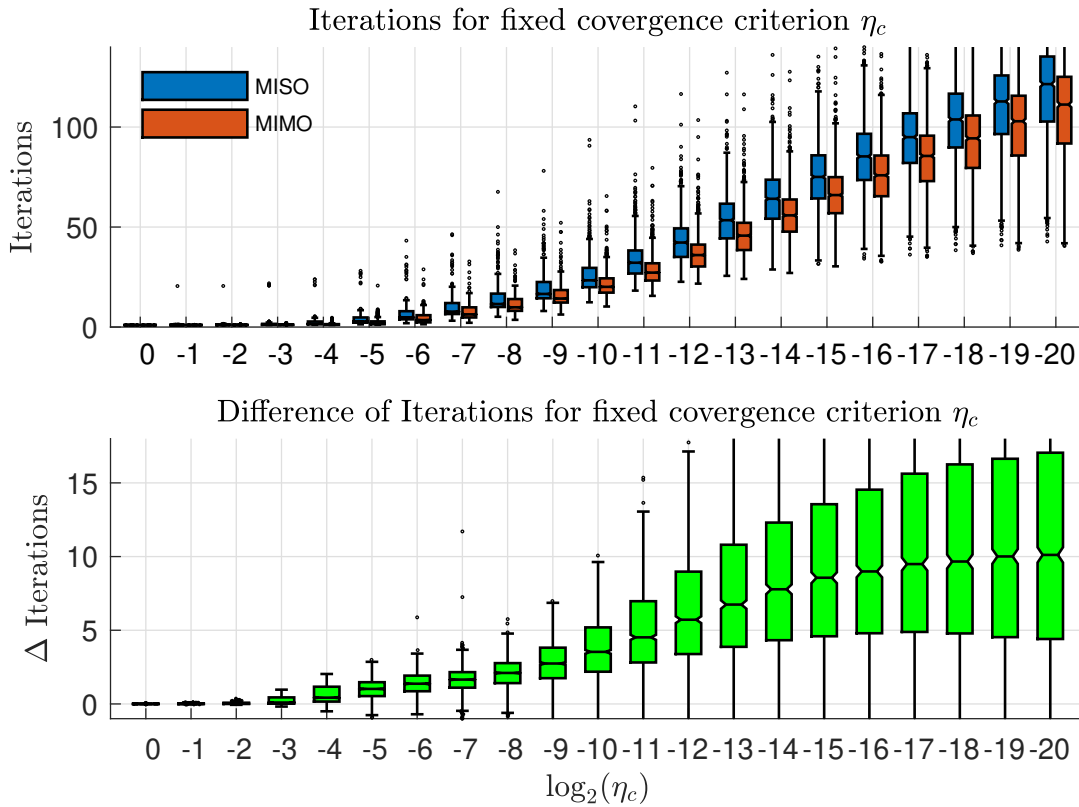 Iterations for fixed covergence criterion η_c
Iterations
MISO
MIMO
100
50
0
0 -1 -2 -3 -4 -5 -6 -7 -8 -9 -10 -11 -12 -13 -14 -15 -16 -17 -18 -19 -20
Difference of Iterations for fixed covergence criterion η_c
Δ Iterations
15
10
5
0
0 -1 -2 -3 -4 -5 -6 -7 -8 -9 -10 -11 -12 -13 -14 -15 -16 -17 -18 -19 -20
log₂(η_c)